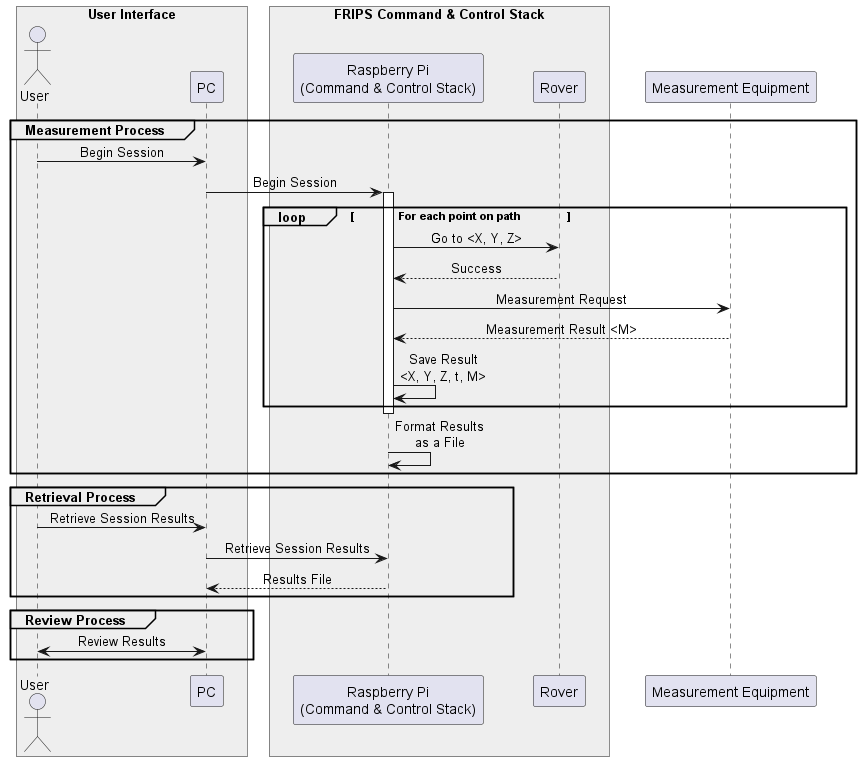 User Interface
FRIPS Command & Control Stack
User
PC
Raspberry Pi
(Command & Control Stack)
Rover
Measurement Equipment
Measurement Process
Begin Session
Begin Session
loop
[ For each point on path ]
Go to <X, Y, Z>
Success
Measurement Request
Measurement Result <M>
Save Result
<X, Y, Z, t, M>
Format Results
as a File
Retrieval Process
Retrieve Session Results
Retrieve Session Results
Results File
Review Process
Review Results
User
PC
Raspberry Pi
(Command & Control Stack)
Rover
Measurement Equipment